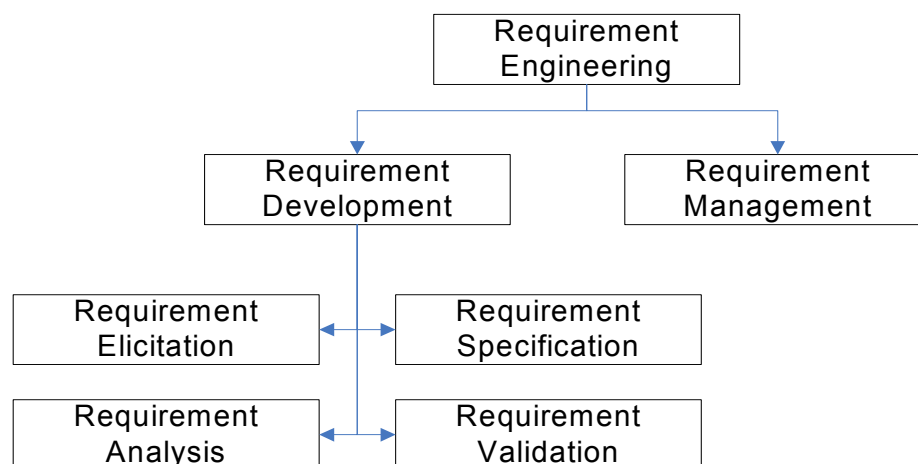 Requirement
Engineering
Requirement
Development
Requirement
Management
Requirement
Elicitation
Requirement
Specification
Requirement
Analysis
Requirement
Validation